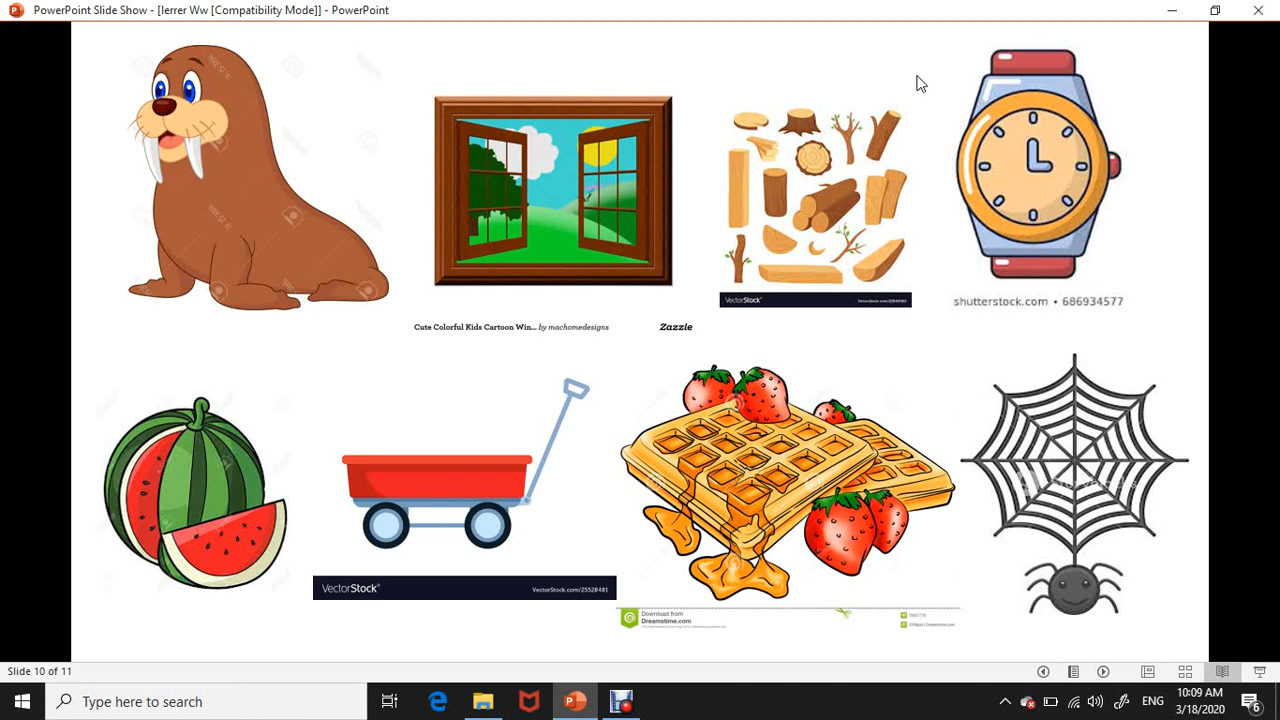 PowerPoint Slide Show - [lerrer Ww [Compatibility Mode]] - PowerPoint
VectorStock
VectorStock.com/25528481
shutterstock.com • 686934577
Cute Colorful Kids Cartoon Win... by machomedesigns
Zazzle
VectorStock
Download from
Dreamstime.com
Slide 10 of 11
Type here to search
ENG
10:09 AM
3/18/2020
6